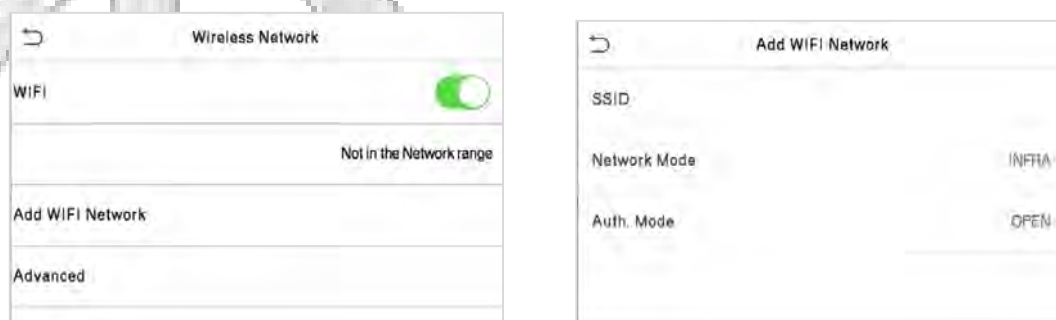 Wireless Network
WIFI
Not in the Network range
Add WIFI Network
Advanced
Add WIFI Network
SSID
Network Mode INFRA
Auth. Mode OPEN